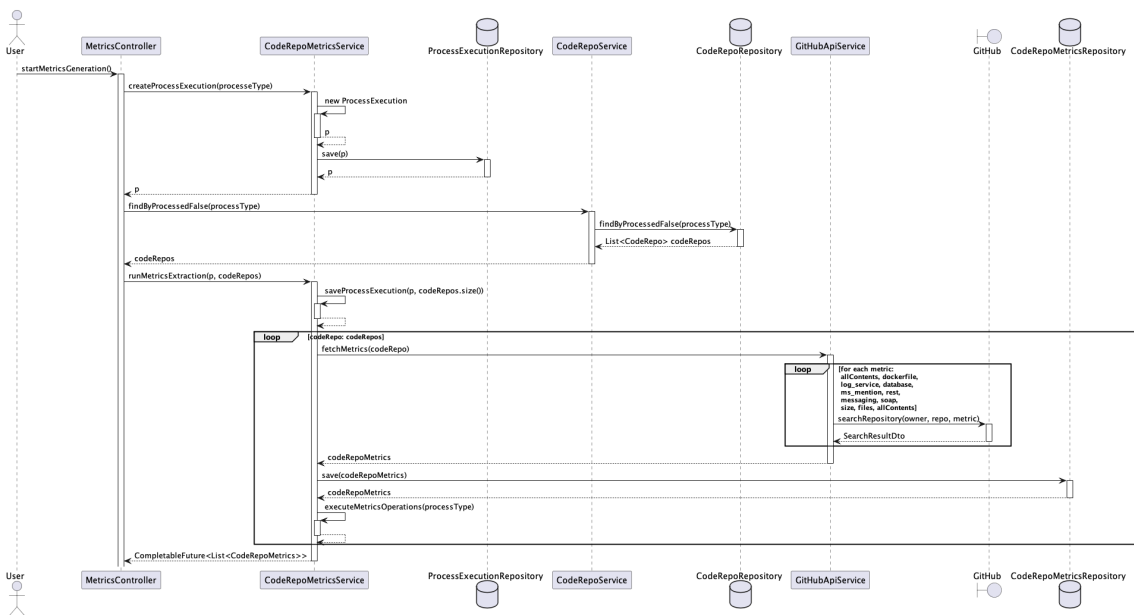 User
MetricsController
CodeRepoMetricsService
ProcessExecutionRepository
CodeRepoService
CodeRepoRepository
GitHubApiService
GitHub
CodeRepoMetricsRepository
startMetricsGeneration()
createProcessExecution(processeType)
new ProcessExecution
p
save(p)
p
p
findByProcessedFalse(processType)
findByProcessedFalse(processType)
List<CodeRepo> codeRepos
codeRepos
runMetricsExtraction(p, codeRepos)
saveProcessExecution(p, codeRepos.size())
loop
[codeRepo: codeRepos]
fetchMetrics(codeRepo)
loop
[for each metric:
allContents, dockerfile,
log_service, database,
ms_mention, rest,
messaging, soap,
size, files, allContents]
searchRepository(owner, repo, metric)
SearchResultDto
codeRepoMetrics
save(codeRepoMetrics)
codeRepoMetrics
executeMetricsOperations(processType)
CompletableFuture<List<CodeRepoMetrics>>
User
MetricsController
CodeRepoMetricsService
ProcessExecutionRepository
CodeRepoService
CodeRepoRepository
GitHubApiService
GitHub
CodeRepoMetricsRepository